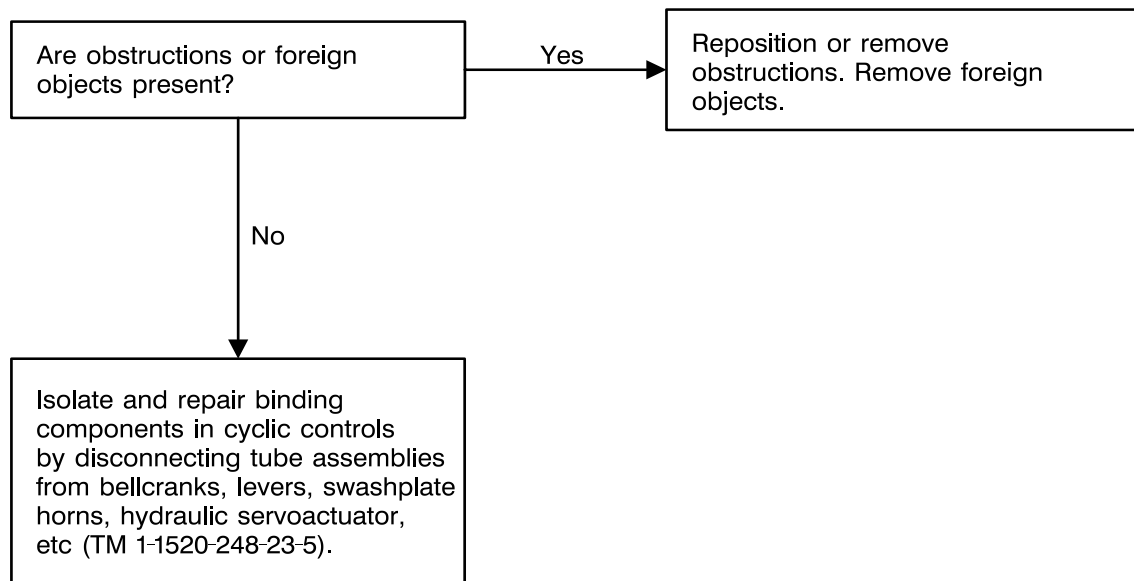 Are obstructions or foreign
objects present?
Yes
Reposition or remove
obstructions. Remove foreign
objects.
No
Isolate and repair binding
components in cyclic controls
by disconnecting tube assemblies
from bellcranks, levers, swashplate
horns, hydraulic servoactuator,
etc (TM 1-1520-248-23-5).